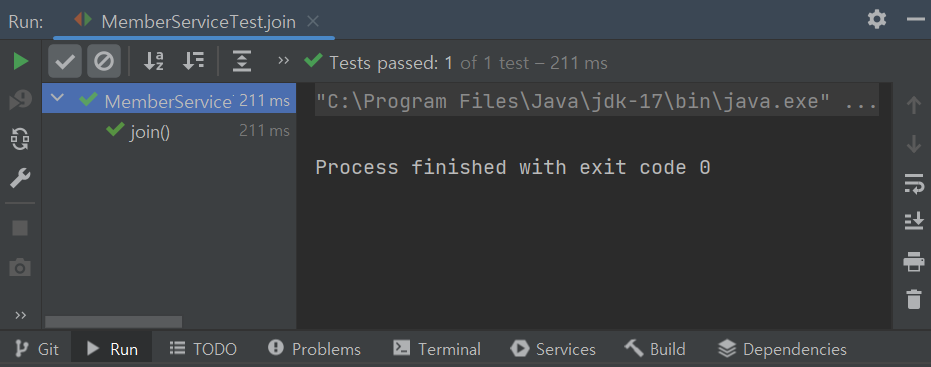 Run: MemberServiceTest.join
Tests passed: 1 of 1 test – 211 ms
MemberService 211 ms
join() 211 ms
"C:\Program Files\Java\jdk-17\bin\java.exe" ...
Process finished with exit code 0
Git Run TODO Problems Terminal Services Build Dependencies